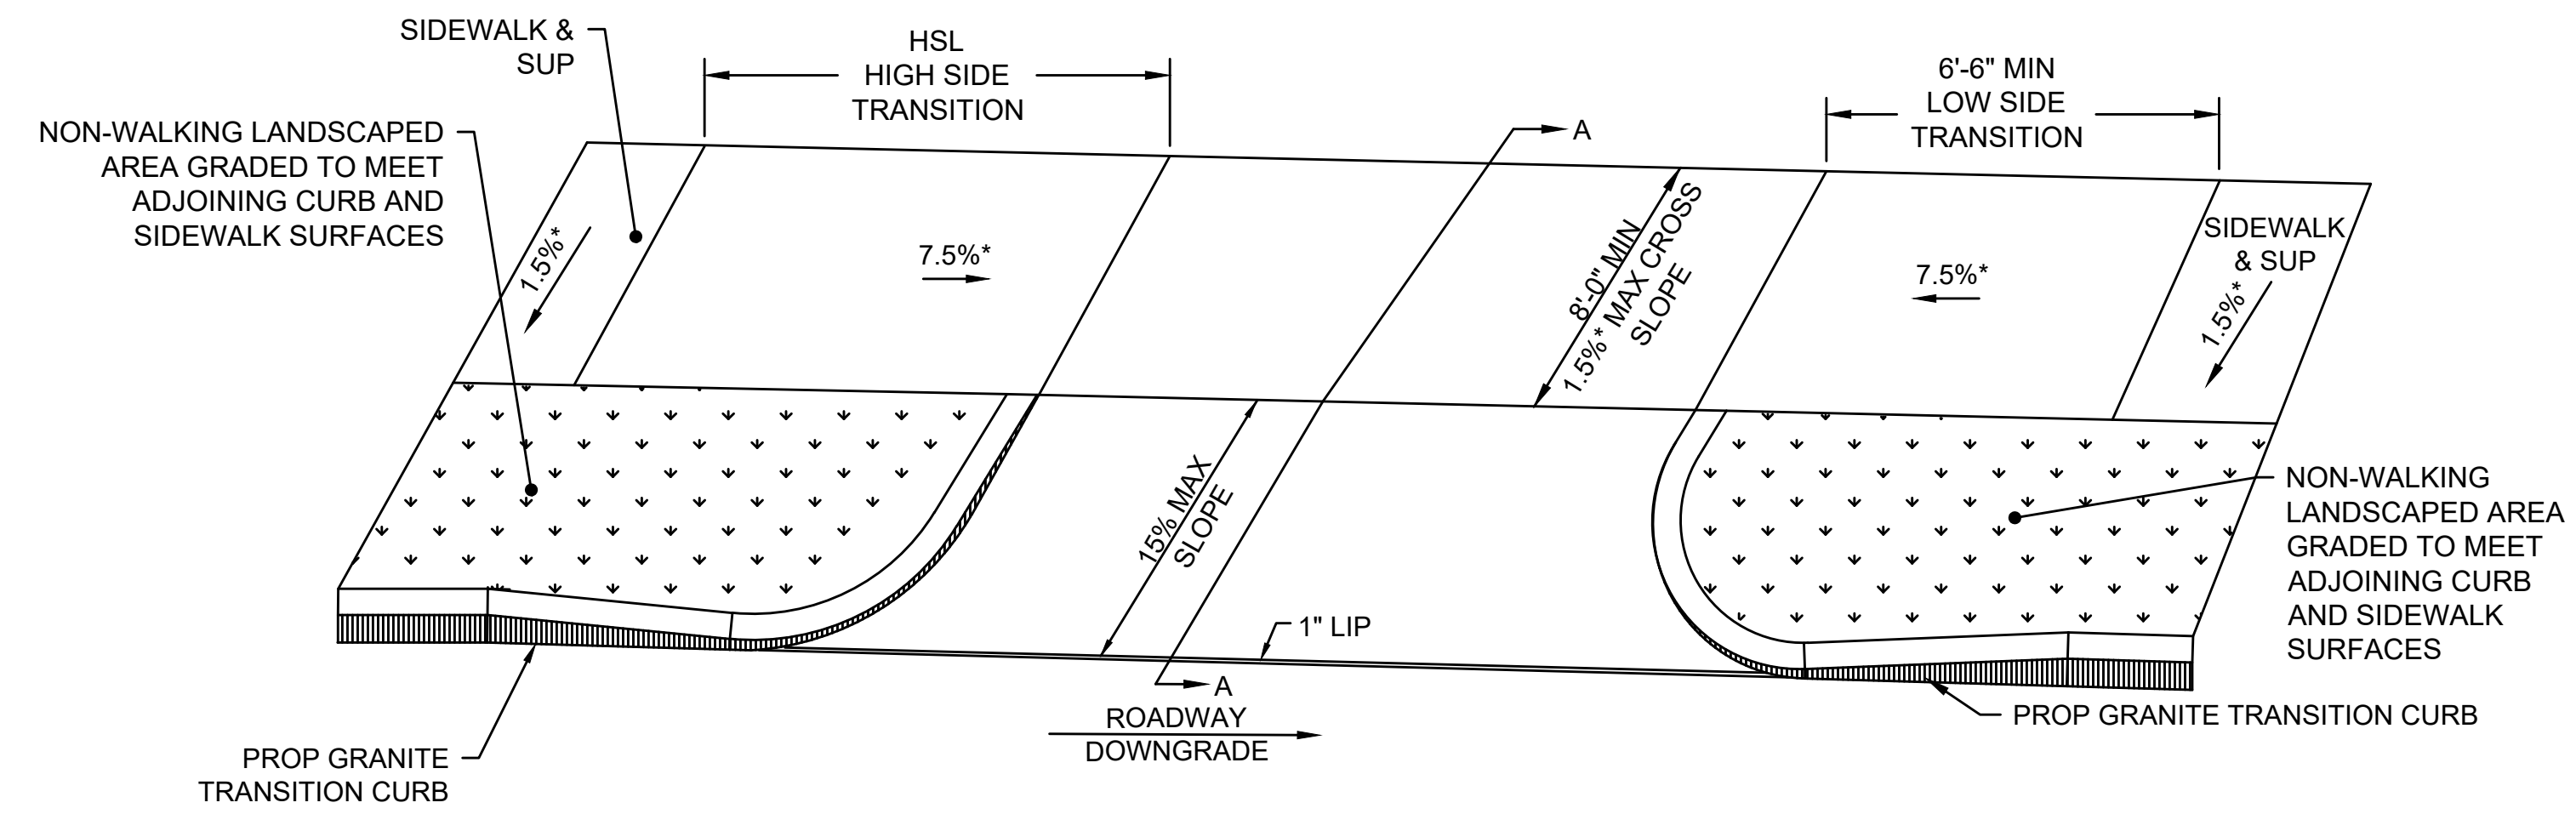 SIDEWALK &
SUP
HSL
HIGH SIDE
TRANSITION
6'-6" MIN
LOW SIDE
TRANSITION
NON-WALKING LANDSCAPED
AREA GRADED TO MEET
ADJOINING CURB AND
SIDEWALK SURFACES
A
1.5%*
7.5%*
8'-0" MIN
1.5%* MAX CROSS
SLOPE
7.5%*
SIDEWALK
& SUP
1.5%*
15% MAX
SLOPE
NON-WALKING
LANDSCAPED AREA
GRADED TO MEET
ADJOINING CURB
AND SIDEWALK
SURFACES
1" LIP
A
ROADWAY
DOWNGRADE
PROP GRANITE TRANSITION CURB
PROP GRANITE
TRANSITION CURB